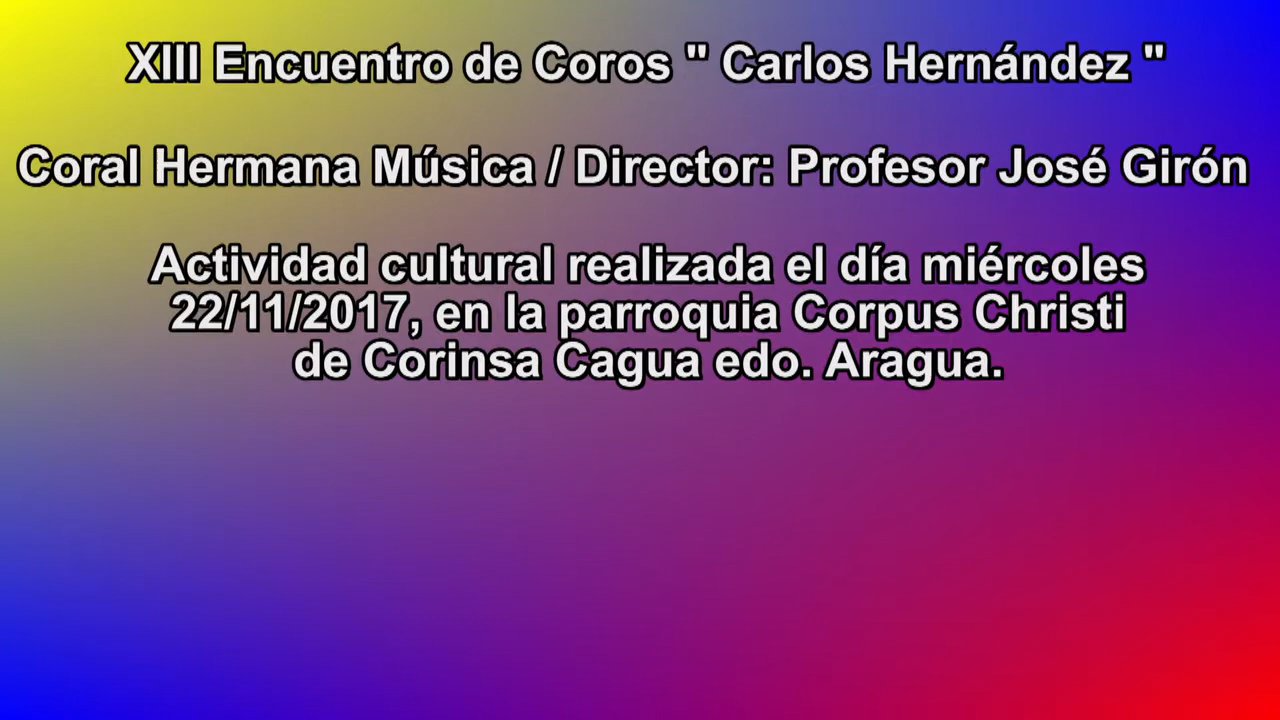 XIII Encuentro de Coros " Carlos Hernández "
Coral Hermana Música / Director: Profesor José Girón
Actividad cultural realizada el día miércoles
22/11/2017, en la parroquia Corpus Christi
de Corinsa Cagua edo. Aragua.